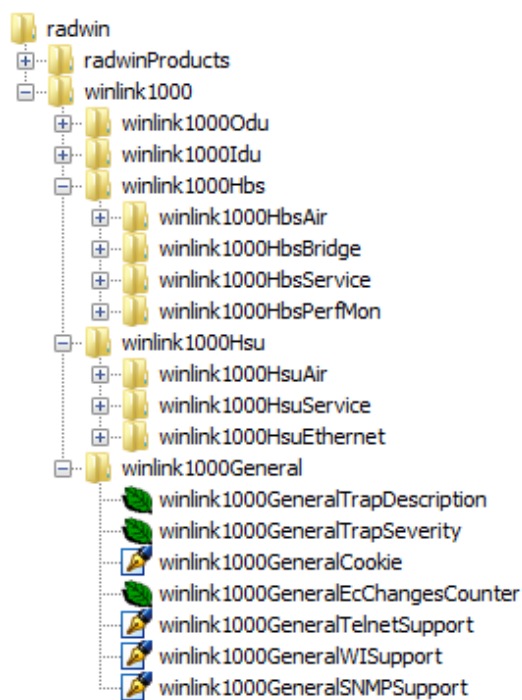 radwin
radwinProducts
winlink1000
winlink1000Odu
winlink1000Idu
winlink1000Hbs
winlink1000HbsAir
winlink1000HbsBridge
winlink1000HbsService
winlink1000HbsPerfMon
winlink1000Hsu
winlink1000HsuAir
winlink1000HsuService
winlink1000HsuEthernet
winlink1000General
winlink1000GeneralTrapDescription
winlink1000GeneralTrapSeverity
winlink1000GeneralCookie
winlink1000GeneralEcChangesCounter
winlink1000GeneralTelnetSupport
winlink1000GeneralWISupport
winlink1000GeneralSNMPSupport